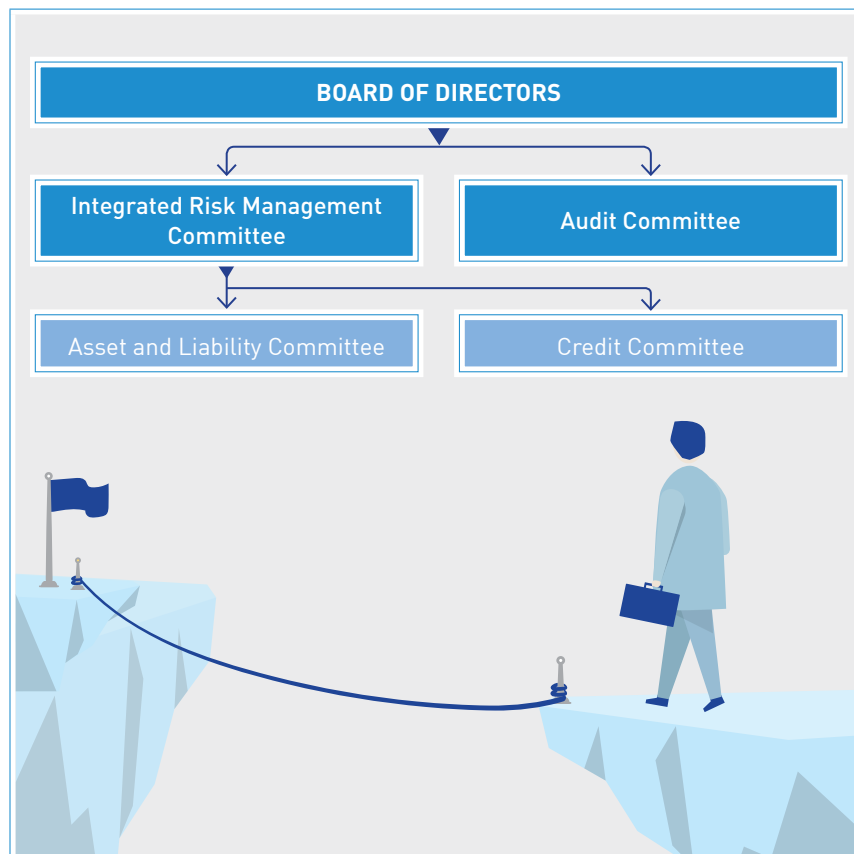 BOARD OF DIRECTORS
Integrated Risk Management
Committee
Audit Committee
Asset and Liability Committee
Credit Committee